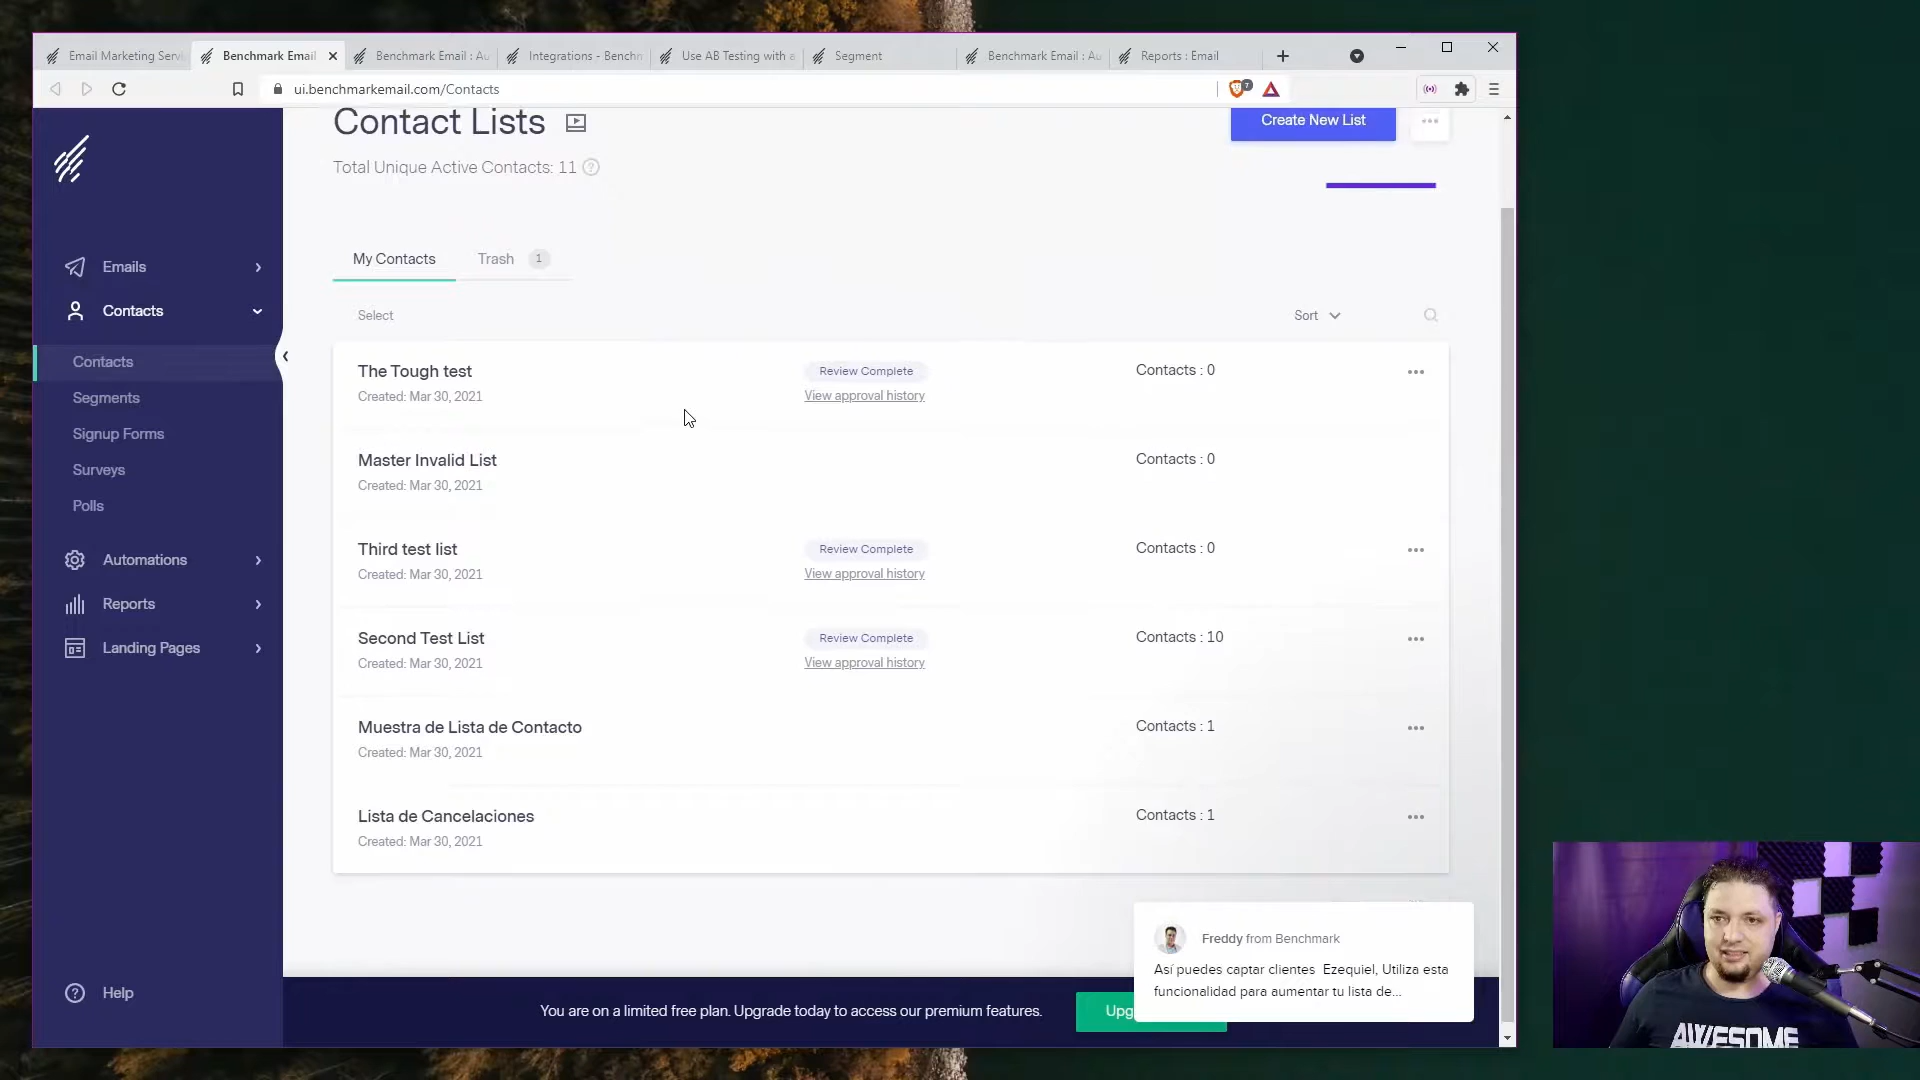 Email Marketing Servi
Benchmark Email
Benchmark Email : Au
Integrations - Benchm
Use AB Testing with a
Segment
Benchmark Email : Au
Reports : Email
ui.benchmarkemail.com/Contacts
7
Contact Lists
Create New List
Total Unique Active Contacts: 11 ?
My Contacts
Trash 1
Select
Sort
Emails
Contacts
Contacts
Segments
Signup Forms
Surveys
Polls
Automations
Reports
Landing Pages
Help
The Tough test
Review Complete
Contacts : 0
Created: Mar 30, 2021
View approval history
Master Invalid List
Contacts : 0
Created: Mar 30, 2021
Third test list
Review Complete
Contacts : 0
Created: Mar 30, 2021
View approval history
Second Test List
Review Complete
Contacts : 10
Created: Mar 30, 2021
View approval history
Muestra de Lista de Contacto
Contacts : 1
Created: Mar 30, 2021
Lista de Cancelaciones
Contacts : 1
Created: Mar 30, 2021
Freddy from Benchmark
Así puedes captar clientes Ezequiel, Utiliza esta
funcionalidad para aumentar tu lista de...
You are on a limited free plan. Upgrade today to access our premium features.
Upg
AWESOME